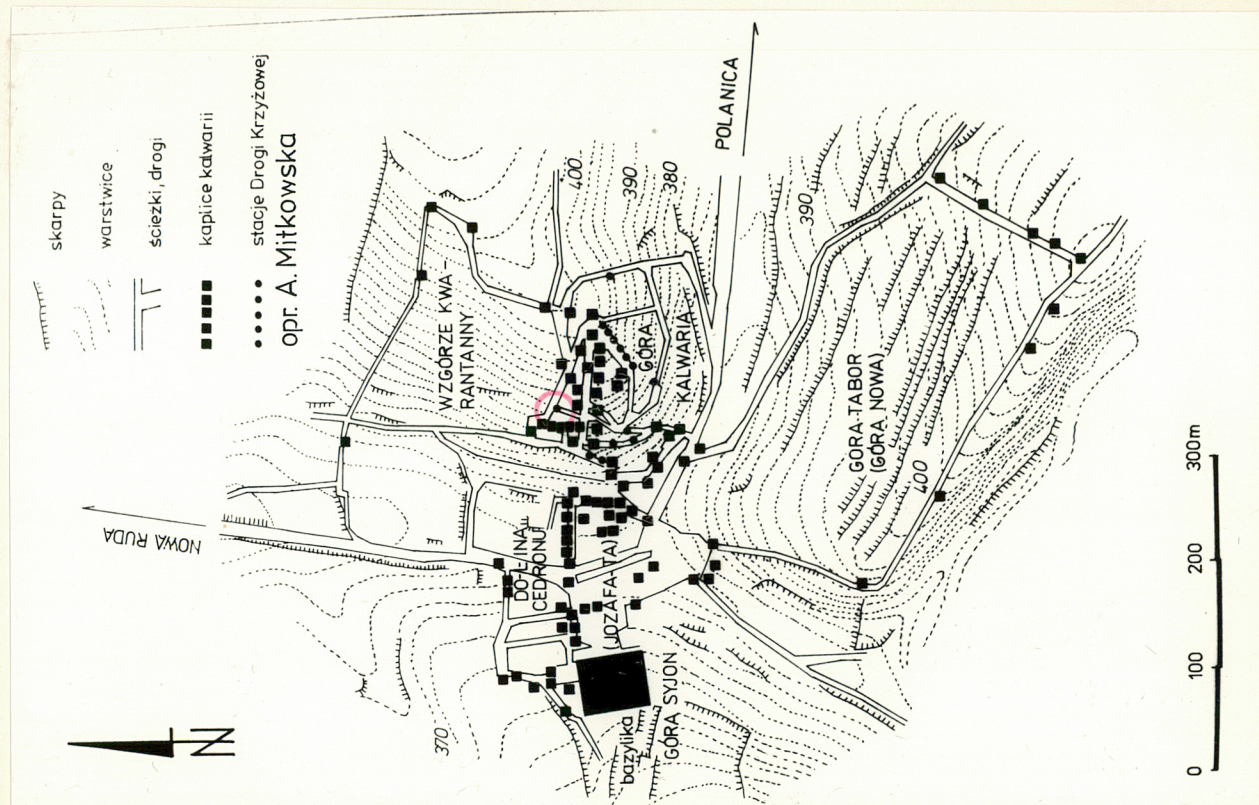 skarpy
warstwice
ścieżki, drogi
kaplice kalwarii
stacje Drogi Krzyżowej
opr. A. Mitkowska
N
NOWA RUDA
POLANICA
WZGÓRZE KWA-
RANTANNY
400
390
380
GÓRA
KALWARIA
390
DO-LINA
CEDRONU
(JOZAFA-TA)
GÓRA-TABOR
(GÓRA NOWA)
400
370
bazylika
GÓRA SYJON
0 100 200 300m